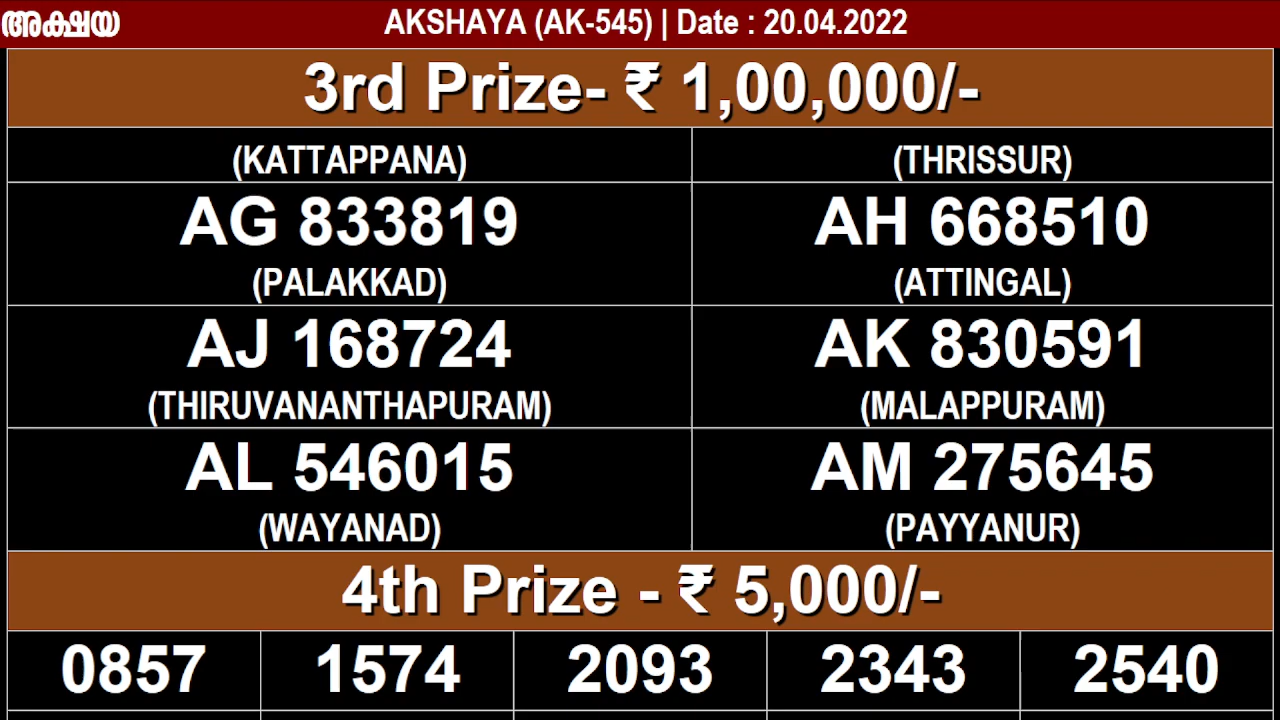 അക്ഷയ AKSHAYA (AK-545) | Date : 20.04.2022
3rd Prize- ₹ 1,00,000/-
(KATTAPPANA) (THRISSUR)
AG 833819 AH 668510
(PALAKKAD) (ATTINGAL)
AJ 168724 AK 830591
(THIRUVANANTHAPURAM) (MALAPPURAM)
AL 546015 AM 275645
(WAYANAD) (PAYYANUR)
4th Prize - ₹ 5,000/-
0857 1574 2093 2343 2540